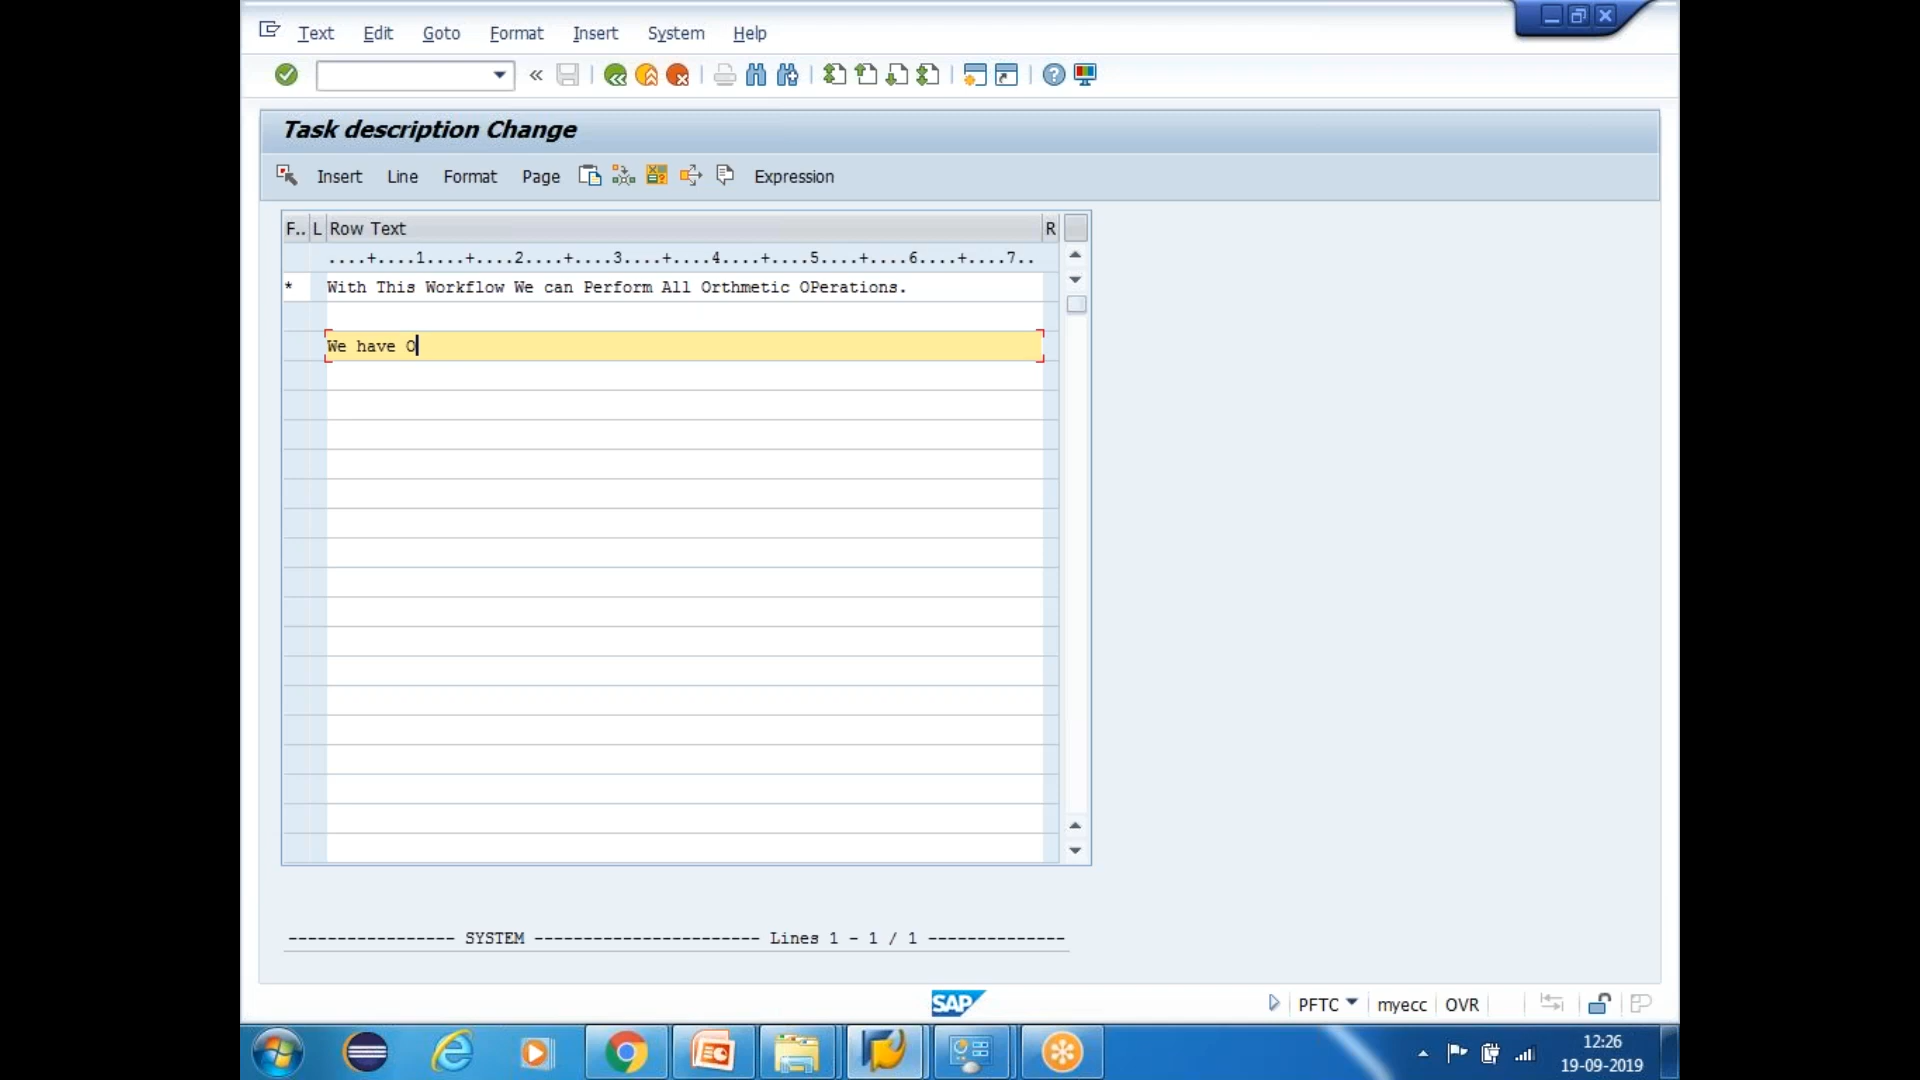 Text Edit Goto Format Insert System Help
Task description Change
Insert Line Format Page Expression
F.. L Row Text R
....+....1....+....2....+....3....+....4....+....5....+....6....+....7..
* With This Workflow We can Perform All Orthmetic OPerations.
We have O
----------------- SYSTEM ----------------------- Lines 1 - 1 / 1 --------------
SAP
PFTC myecc OVR
12:26
19-09-2019